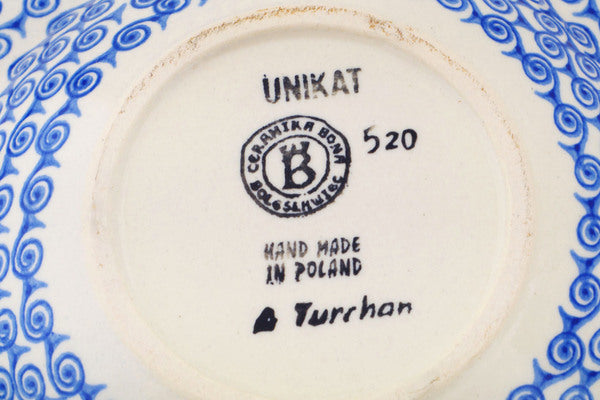 UNIKAT
CERAMIKA BONA
B
BOLESŁAWIEC
520
HAND MADE
IN POLAND
A Turchan